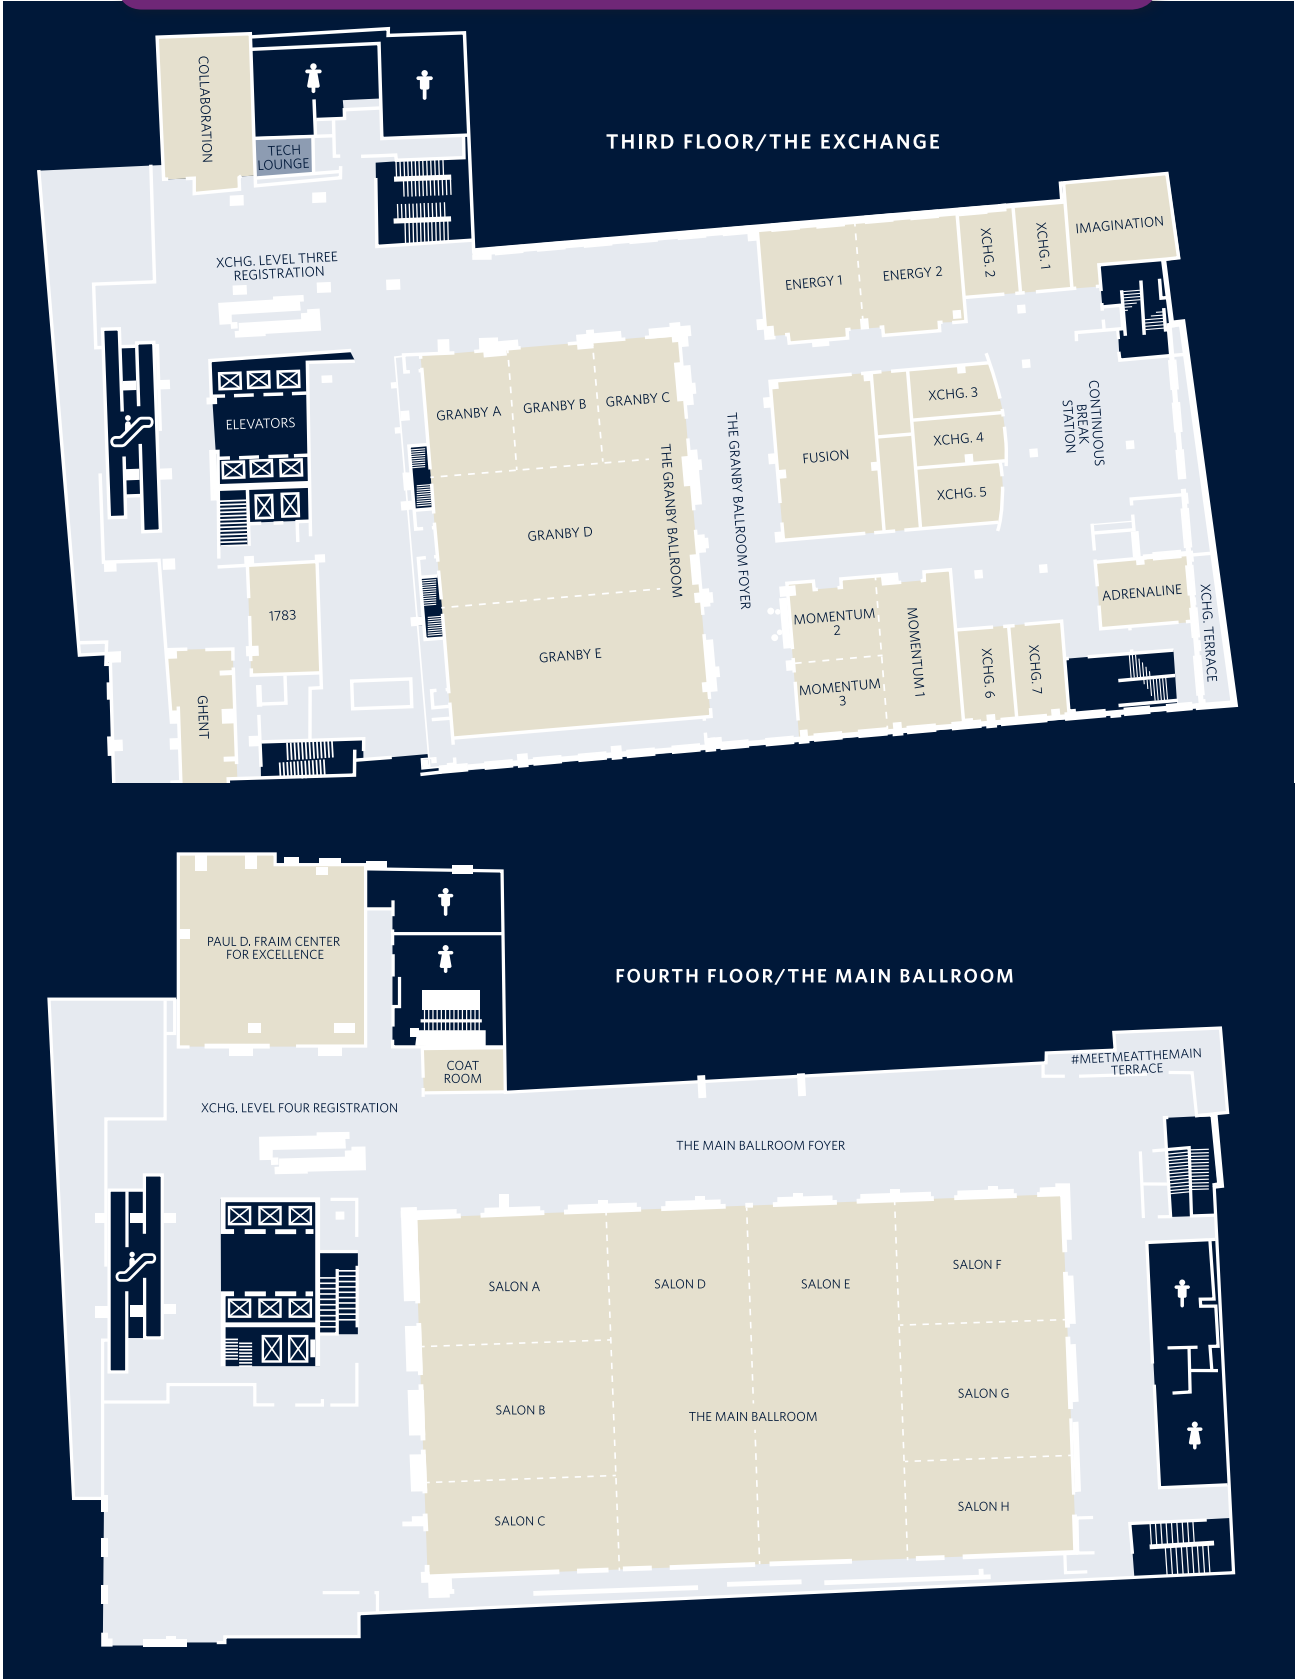 COLLABORATION
TECH
LOUNGE
THIRD FLOOR/THE EXCHANGE
XCHG. LEVEL THREE
REGISTRATION
ENERGY 1
ENERGY 2
XCHG. 2
XCHG. 1
IMAGINATION
ELEVATORS
GRANBY A
GRANBY B
GRANBY C
THE GRANBY BALLROOM
THE GRANBY BALLROOM FOYER
FUSION
XCHG. 3
XCHG. 4
XCHG. 5
CONTINUOUS
BREAK
STATION
GRANBY D
GRANBY E
1783
GHENT
MOMENTUM
2
MOMENTUM
3
MOMENTUM 1
XCHG. 6
XCHG. 7
ADRENALINE
XCHG. TERRACE
PAUL D. FRAIM CENTER
FOR EXCELLENCE
FOURTH FLOOR/THE MAIN BALLROOM
COAT
ROOM
#MEETMEATTHEMAIN
TERRACE
XCHG. LEVEL FOUR REGISTRATION
THE MAIN BALLROOM FOYER
SALON A
SALON D
SALON E
SALON F
SALON B
THE MAIN BALLROOM
SALON G
SALON C
SALON H